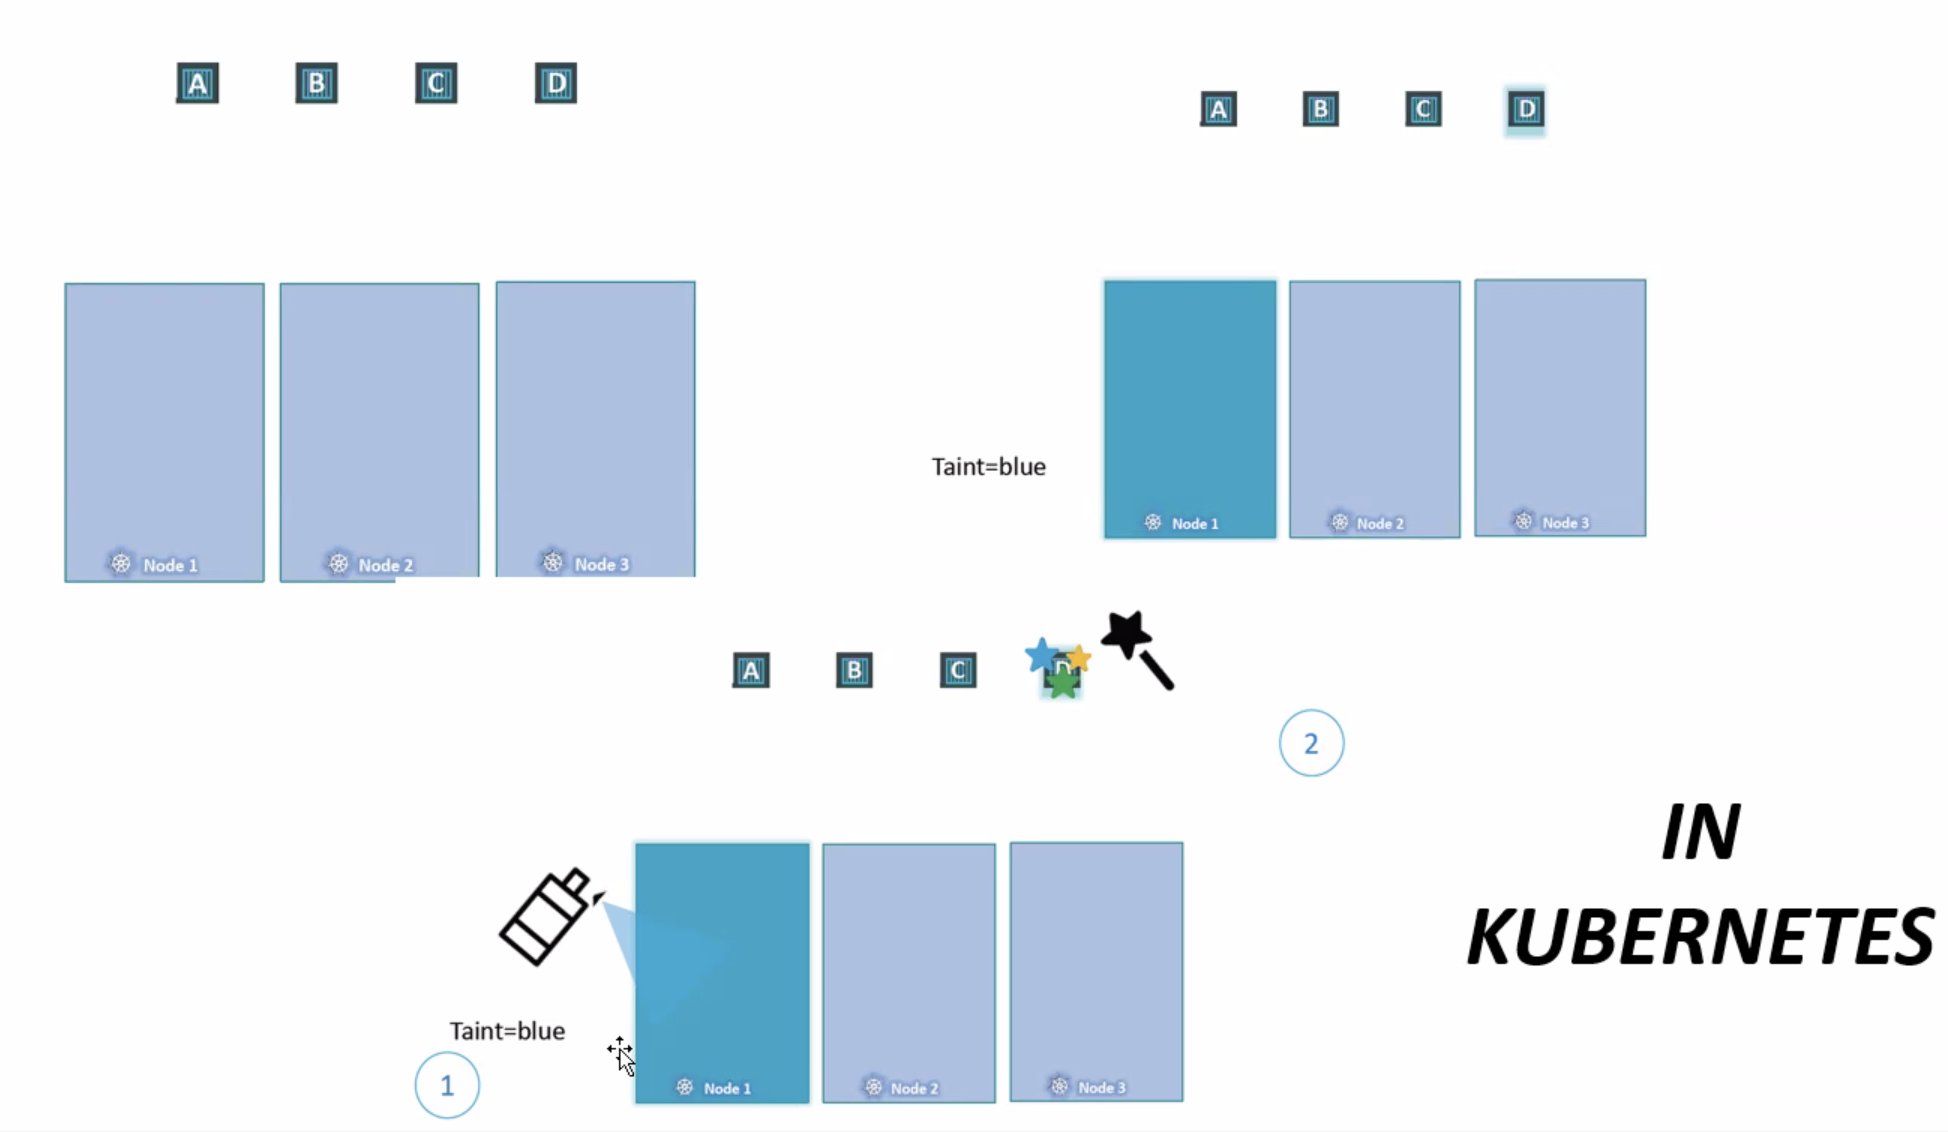 A B C D
A B C D
Node 1 Node 2 Node 3
Taint=blue
Node 1 Node 2 Node 3
A B C D
2
IN
KUBERNETES
Taint=blue
1
Node 1 Node 2 Node 3